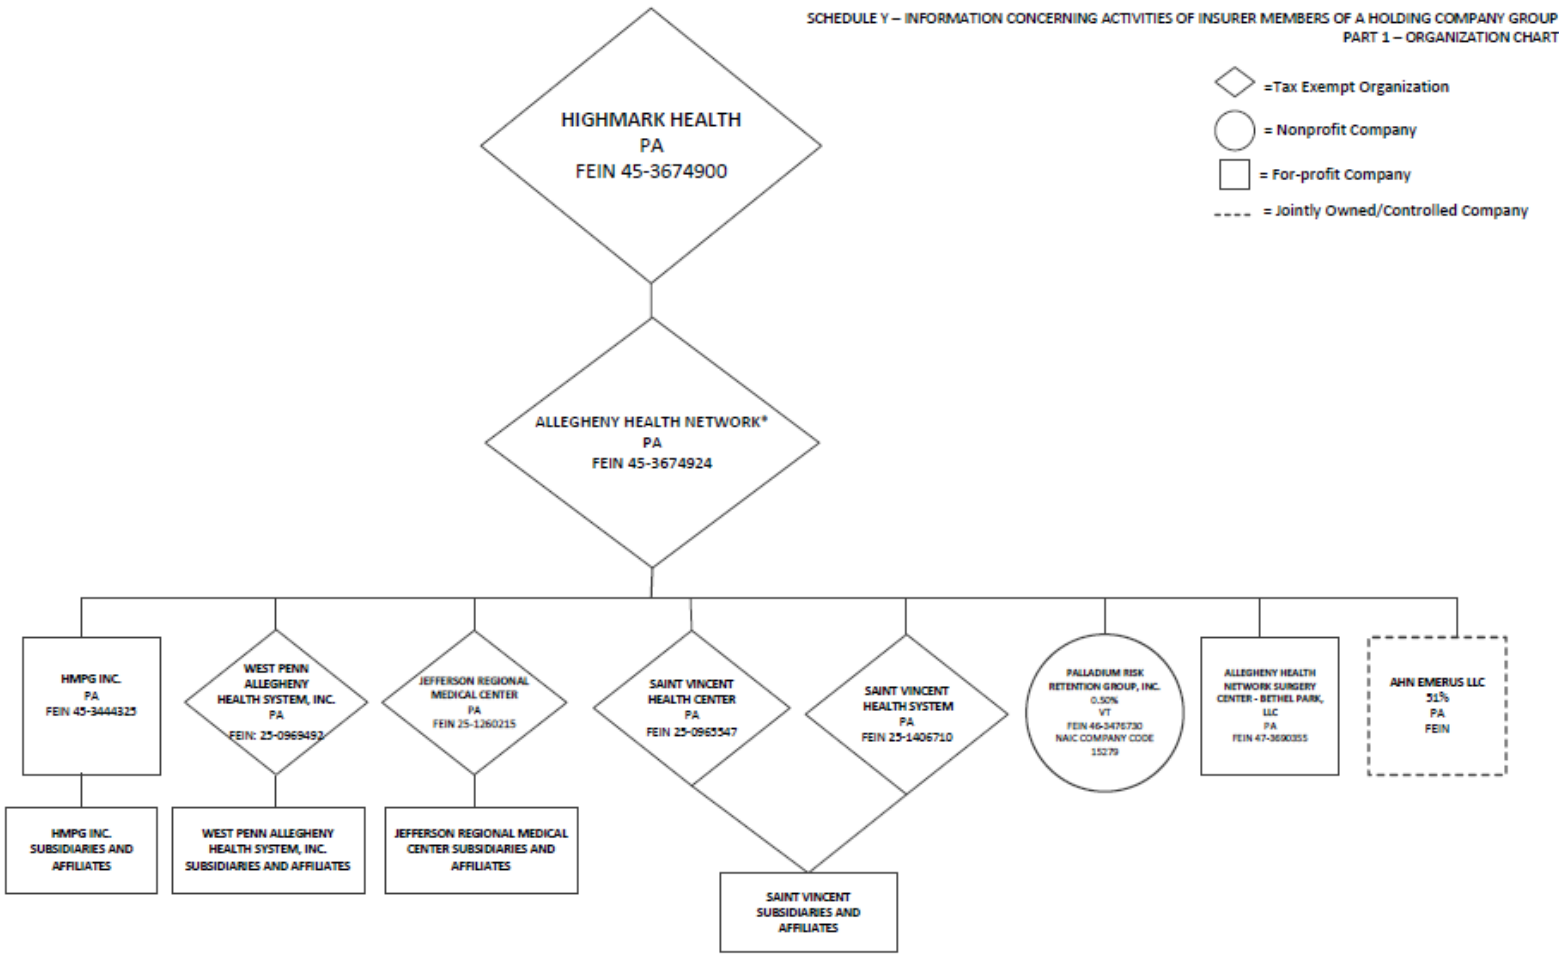 SCHEDULE Y – INFORMATION CONCERNING ACTIVITIES OF INSURER MEMBERS OF A HOLDING COMPANY GROUP
PART 1 – ORGANIZATION CHART
=Tax Exempt Organization
= Nonprofit Company
= For-profit Company
= Jointly Owned/Controlled Company
HIGHMARK HEALTH
PA
FEIN 45-3674900
ALLEGHENY HEALTH NETWORK*
PA
FEIN 45-3674924
HMPG INC.
PA
FEIN 45-3444325
WEST PENN
ALLEGHENY
HEALTH SYSTEM, INC.
PA
FEIN: 25-0969492
JEFFERSON REGIONAL
MEDICAL CENTER
PA
FEIN 25-1260215
SAINT VINCENT
HEALTH CENTER
PA
FEIN 25-0965547
SAINT VINCENT
HEALTH SYSTEM
PA
FEIN 25-1406710
PALLADIUM RISK
RETENTION GROUP, INC.
0.50%
VT
FEIN 46-3476730
NAIC COMPANY CODE
15279
ALLEGHENY HEALTH
NETWORK SURGERY
CENTER - BETHEL PARK,
LLC
PA
FEIN 47-3690355
AHN EMERUS LLC
51%
PA
FEIN
HMPG INC.
SUBSIDIARIES AND
AFFILIATES
WEST PENN ALLEGHENY
HEALTH SYSTEM, INC.
SUBSIDIARIES AND AFFILIATES
JEFFERSON REGIONAL MEDICAL
CENTER SUBSIDIARIES AND
AFFILIATES
SAINT VINCENT
SUBSIDIARIES AND
AFFILIATES